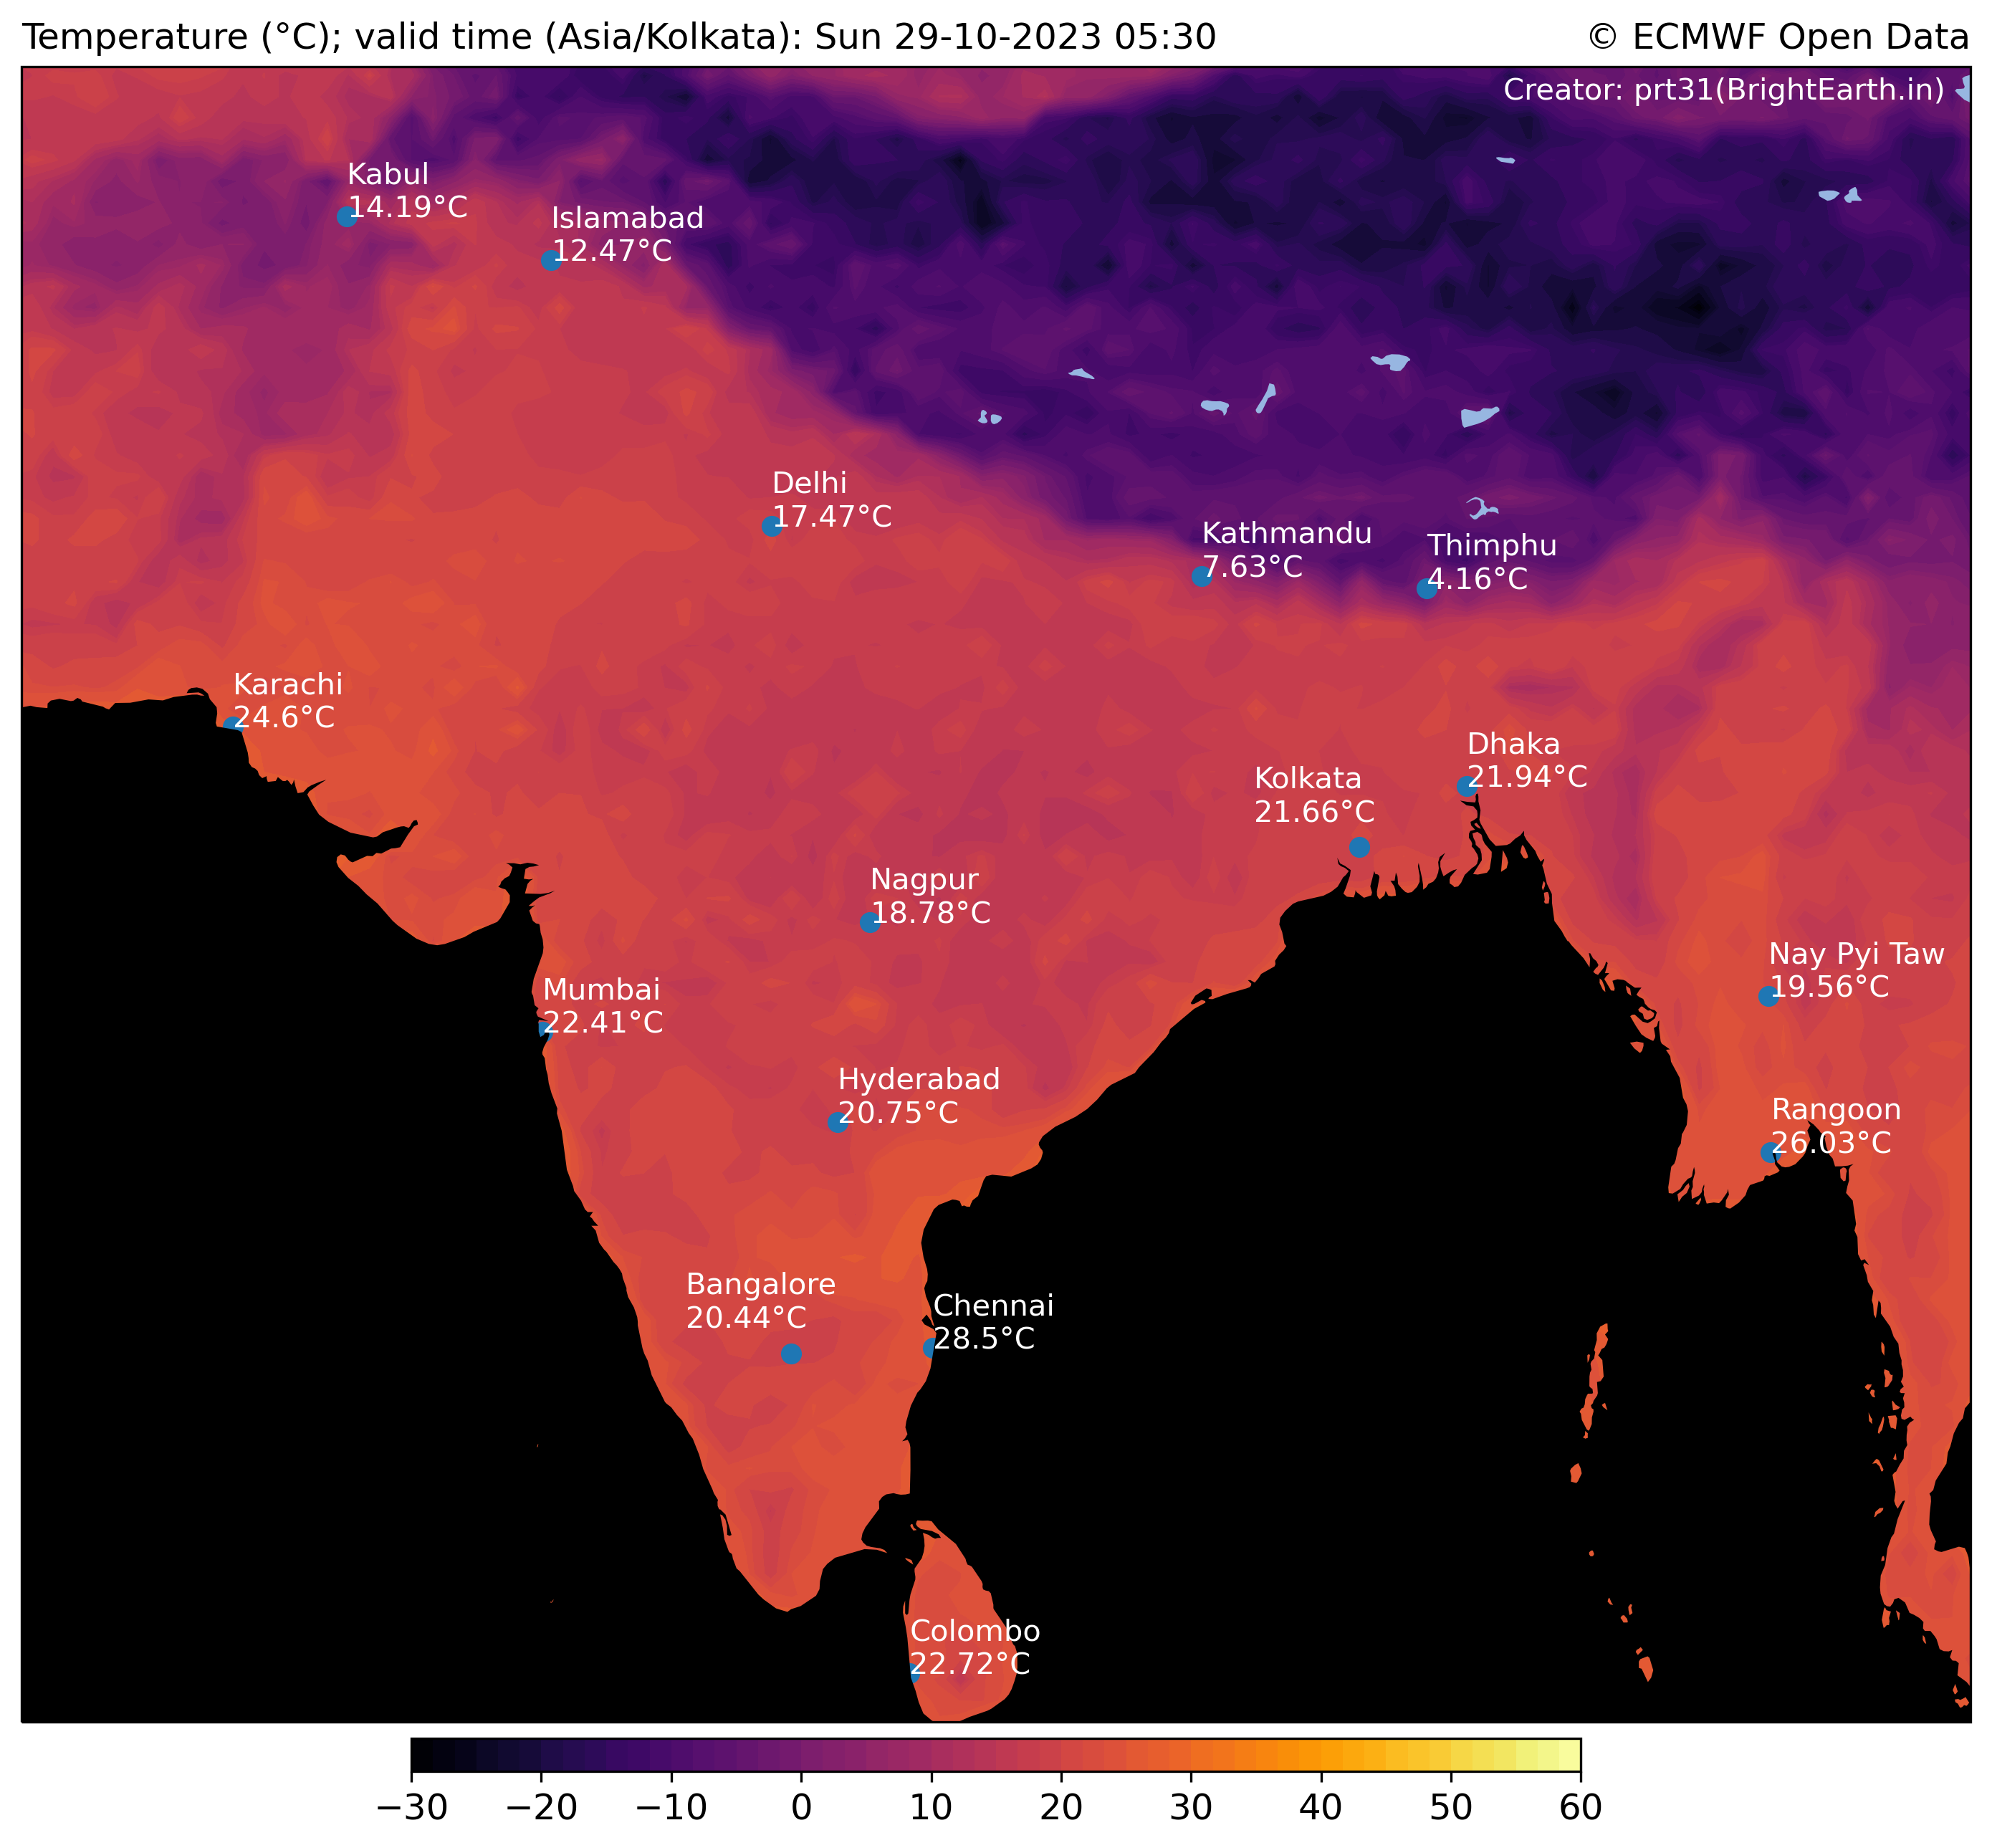 Temperature (°C); valid time (Asia/Kolkata): Sun 29-10-2023 05:30
© ECMWF Open Data
Creator: prt31(BrightEarth.in)
Kabul
14.19°C
Islamabad
12.47°C
Delhi
17.47°C
Kathmandu
7.63°C
Thimphu
4.16°C
Karachi
24.6°C
Dhaka
21.94°C
Kolkata
21.66°C
Nagpur
18.78°C
Nay Pyi Taw
19.56°C
Mumbai
22.41°C
Hyderabad
20.75°C
Rangoon
26.03°C
Bangalore
20.44°C
Chennai
28.5°C
Colombo
22.72°C
−30 −20 −10 0 10 20 30 40 50 60